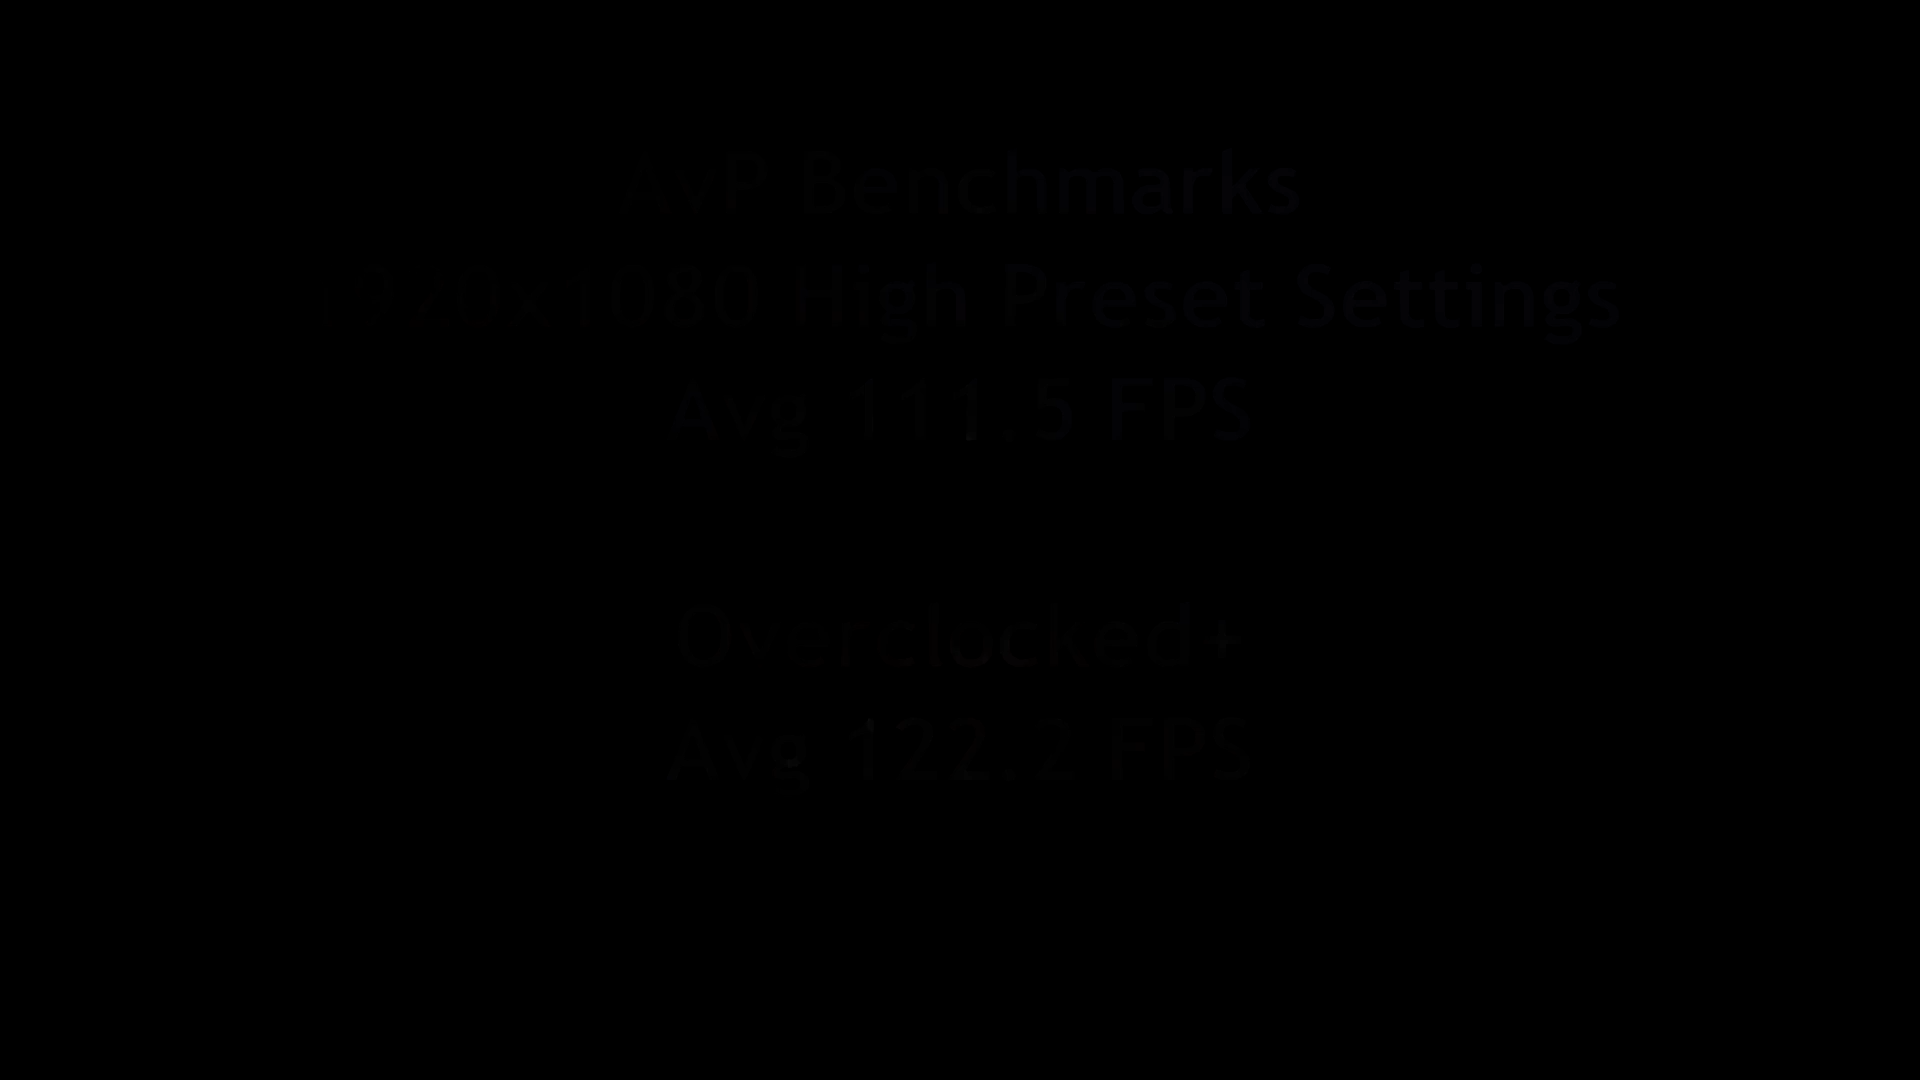 AvP Benchmarks
1920x1080 High Preset Settings
Avg 111.5 FPS
Overclocked+
Avg 122.2 FPS